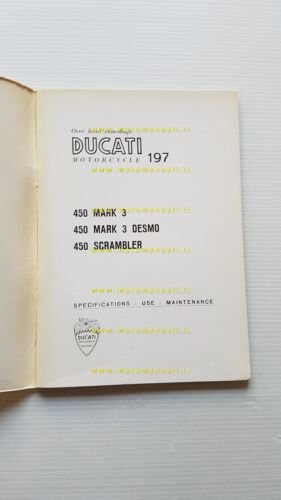 www.motomanuali.it
DUCATI
MOTORCYCLE 197
www.motomanuali.it
450 MARK 3
450 MARK 3 DESMO
450 SCRAMBLER
www.motomanuali.it
SPECIFICATIONS - USE - MAINTENANCE
DUCATI
www.motomanuali.it